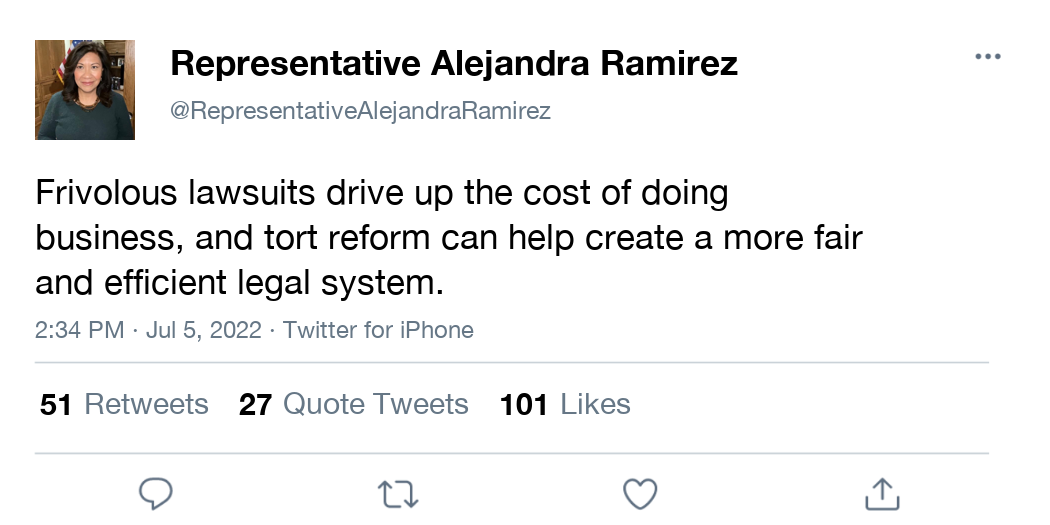 Representative Alejandra Ramirez
@RepresentativeAlejandraRamirez
Frivolous lawsuits drive up the cost of doing
business, and tort reform can help create a more fair
and efficient legal system.
2:34 PM · Jul 5, 2022 · Twitter for iPhone
51 Retweets 27 Quote Tweets 101 Likes